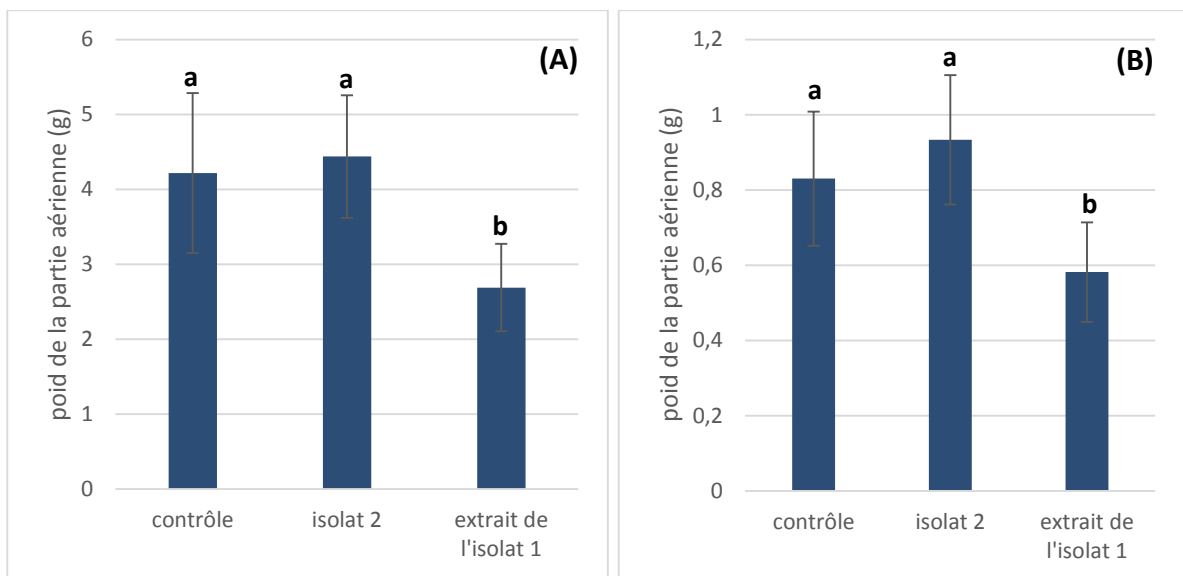 (A)
poid de la partie aérienne (g)
6
5
4
3
2
1
0
a
a
b
contrôle
isolat 2
extrait de
l'isolat 1
(B)
poid de la partie aérienne (g)
1,2
1
0,8
0,6
0,4
0,2
0
a
a
b
contrôle
isolat 2
extrait de
l'isolat 1